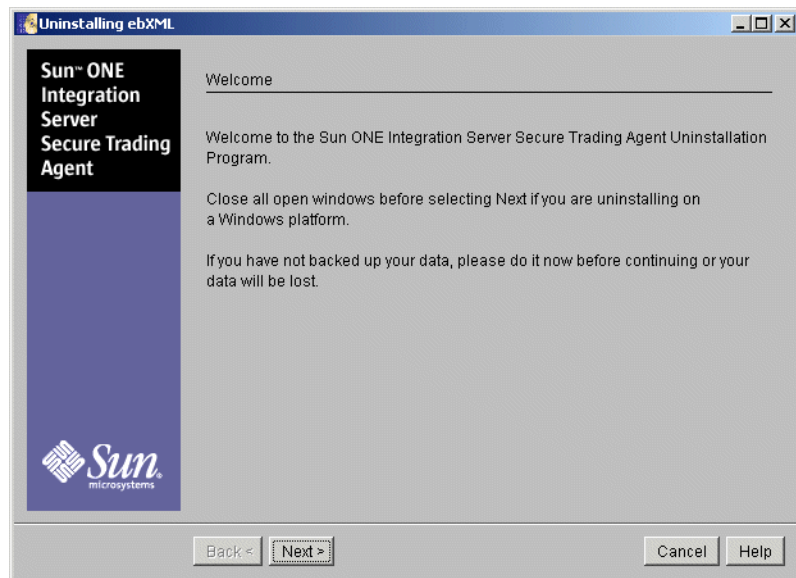 Uninstalling ebXML
Sun™ ONE
Integration
Server
Secure Trading
Agent
Welcome
Welcome to the Sun ONE Integration Server Secure Trading Agent Uninstallation
Program.
Close all open windows before selecting Next if you are uninstalling on
a Windows platform.
If you have not backed up your data, please do it now before continuing or your
data will be lost.
Sun.
microsystems
Back <
Next >
Cancel
Help